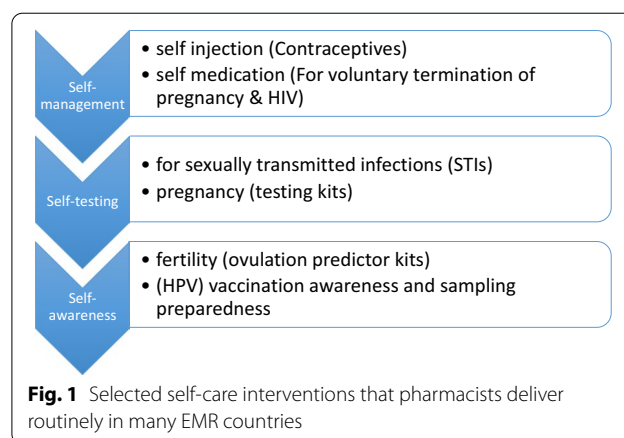 Self-
management
• self injection (Contraceptives)
• self medication (For voluntary termination of
pregnancy & HIV)
Self-testing
• for sexually transmitted infections (STIs)
• pregnancy (testing kits)
Self-
awareness
• fertility (ovulation predictor kits)
• (HPV) vaccination awareness and sampling
preparedness
Fig. 1 Selected self-care interventions that pharmacists deliver
routinely in many EMR countries